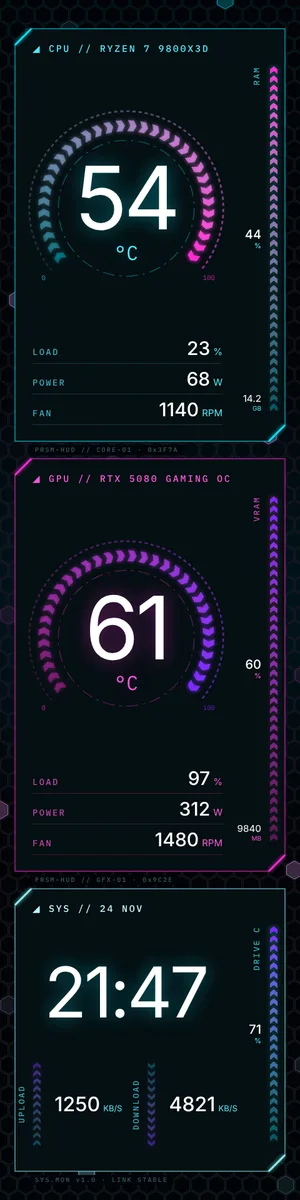 CPU // RYZEN 7 9800X3D
RAM
54
°C
0 100
44
%
LOAD 23 %
POWER 68 W
FAN 1140 RPM
14.2
GB
PRSM-HUD // CORE-01 · 0x3F7A
GPU // RTX 5080 GAMING OC
VRAM
61
°C
0 100
60
%
LOAD 97 %
POWER 312 W
FAN 1480 RPM
9840
MB
PRSM-HUD // GFX-01 · 0x9C2E
SYS // 24 NOV
DRIVE C
21:47
71
%
UPLOAD
1250 KB/S
DOWNLOAD
4821 KB/S
SYS.MON v1.0 · LINK STABLE